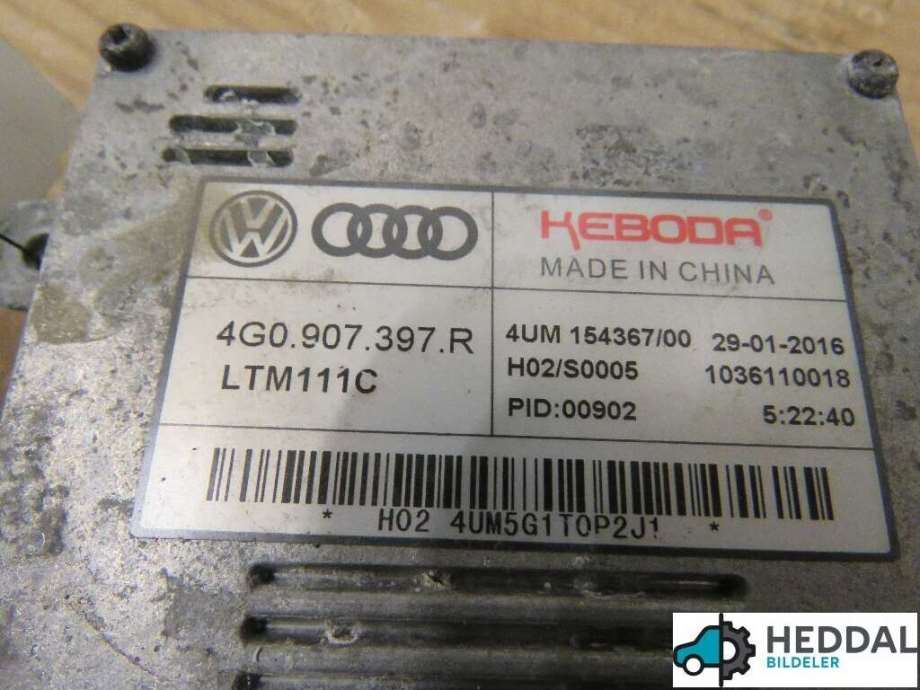 VW
KEBODA®
MADE IN CHINA
4G0.907.397.R
LTM111C
4UM 154367/00 29-01-2016
H02/S0005 1036110018
PID:00902 5:22:40
* H02 4UM5G1T0P2J1 *
HEDDAL
BILDELER